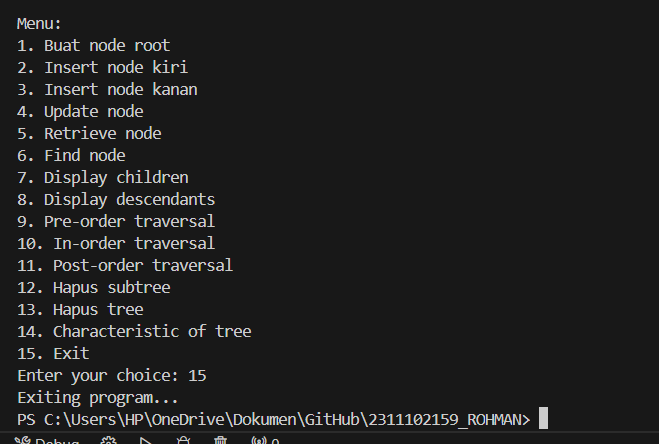 Menu:
1. Buat node root
2. Insert node kiri
3. Insert node kanan
4. Update node
5. Retrieve node
6. Find node
7. Display children
8. Display descendants
9. Pre-order traversal
10. In-order traversal
11. Post-order traversal
12. Hapus subtree
13. Hapus tree
14. Characteristic of tree
15. Exit
Enter your choice: 15
Exiting program...
PS C:\Users\HP\OneDrive\Dokumen\GitHub\2311102159_ROHMAN>
Debug 0